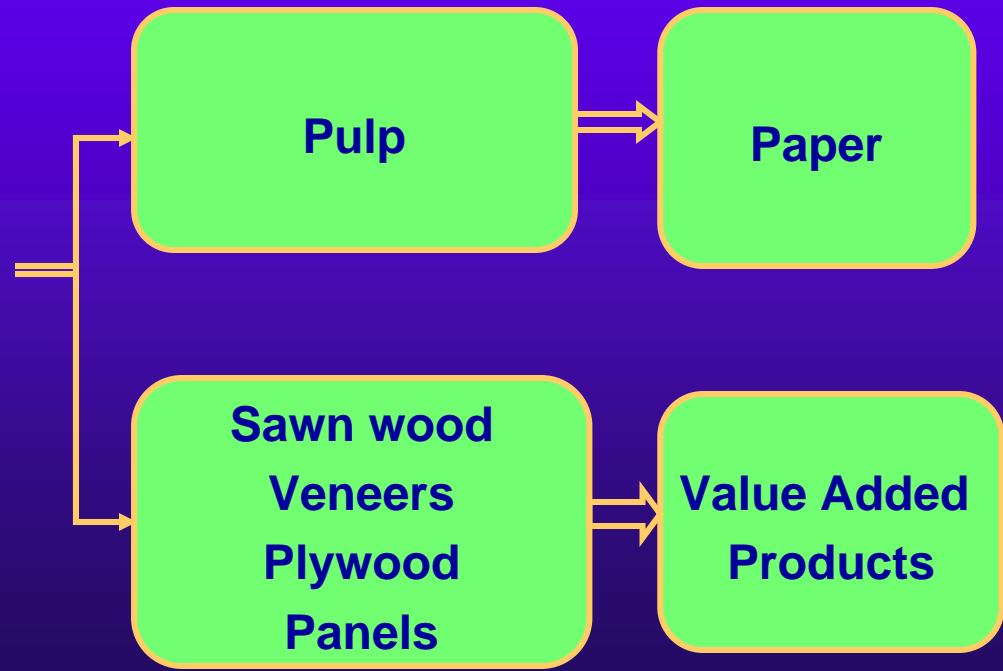 Pulp
Paper
Sawn wood
Veneers
Plywood
Panels
Value Added
Products